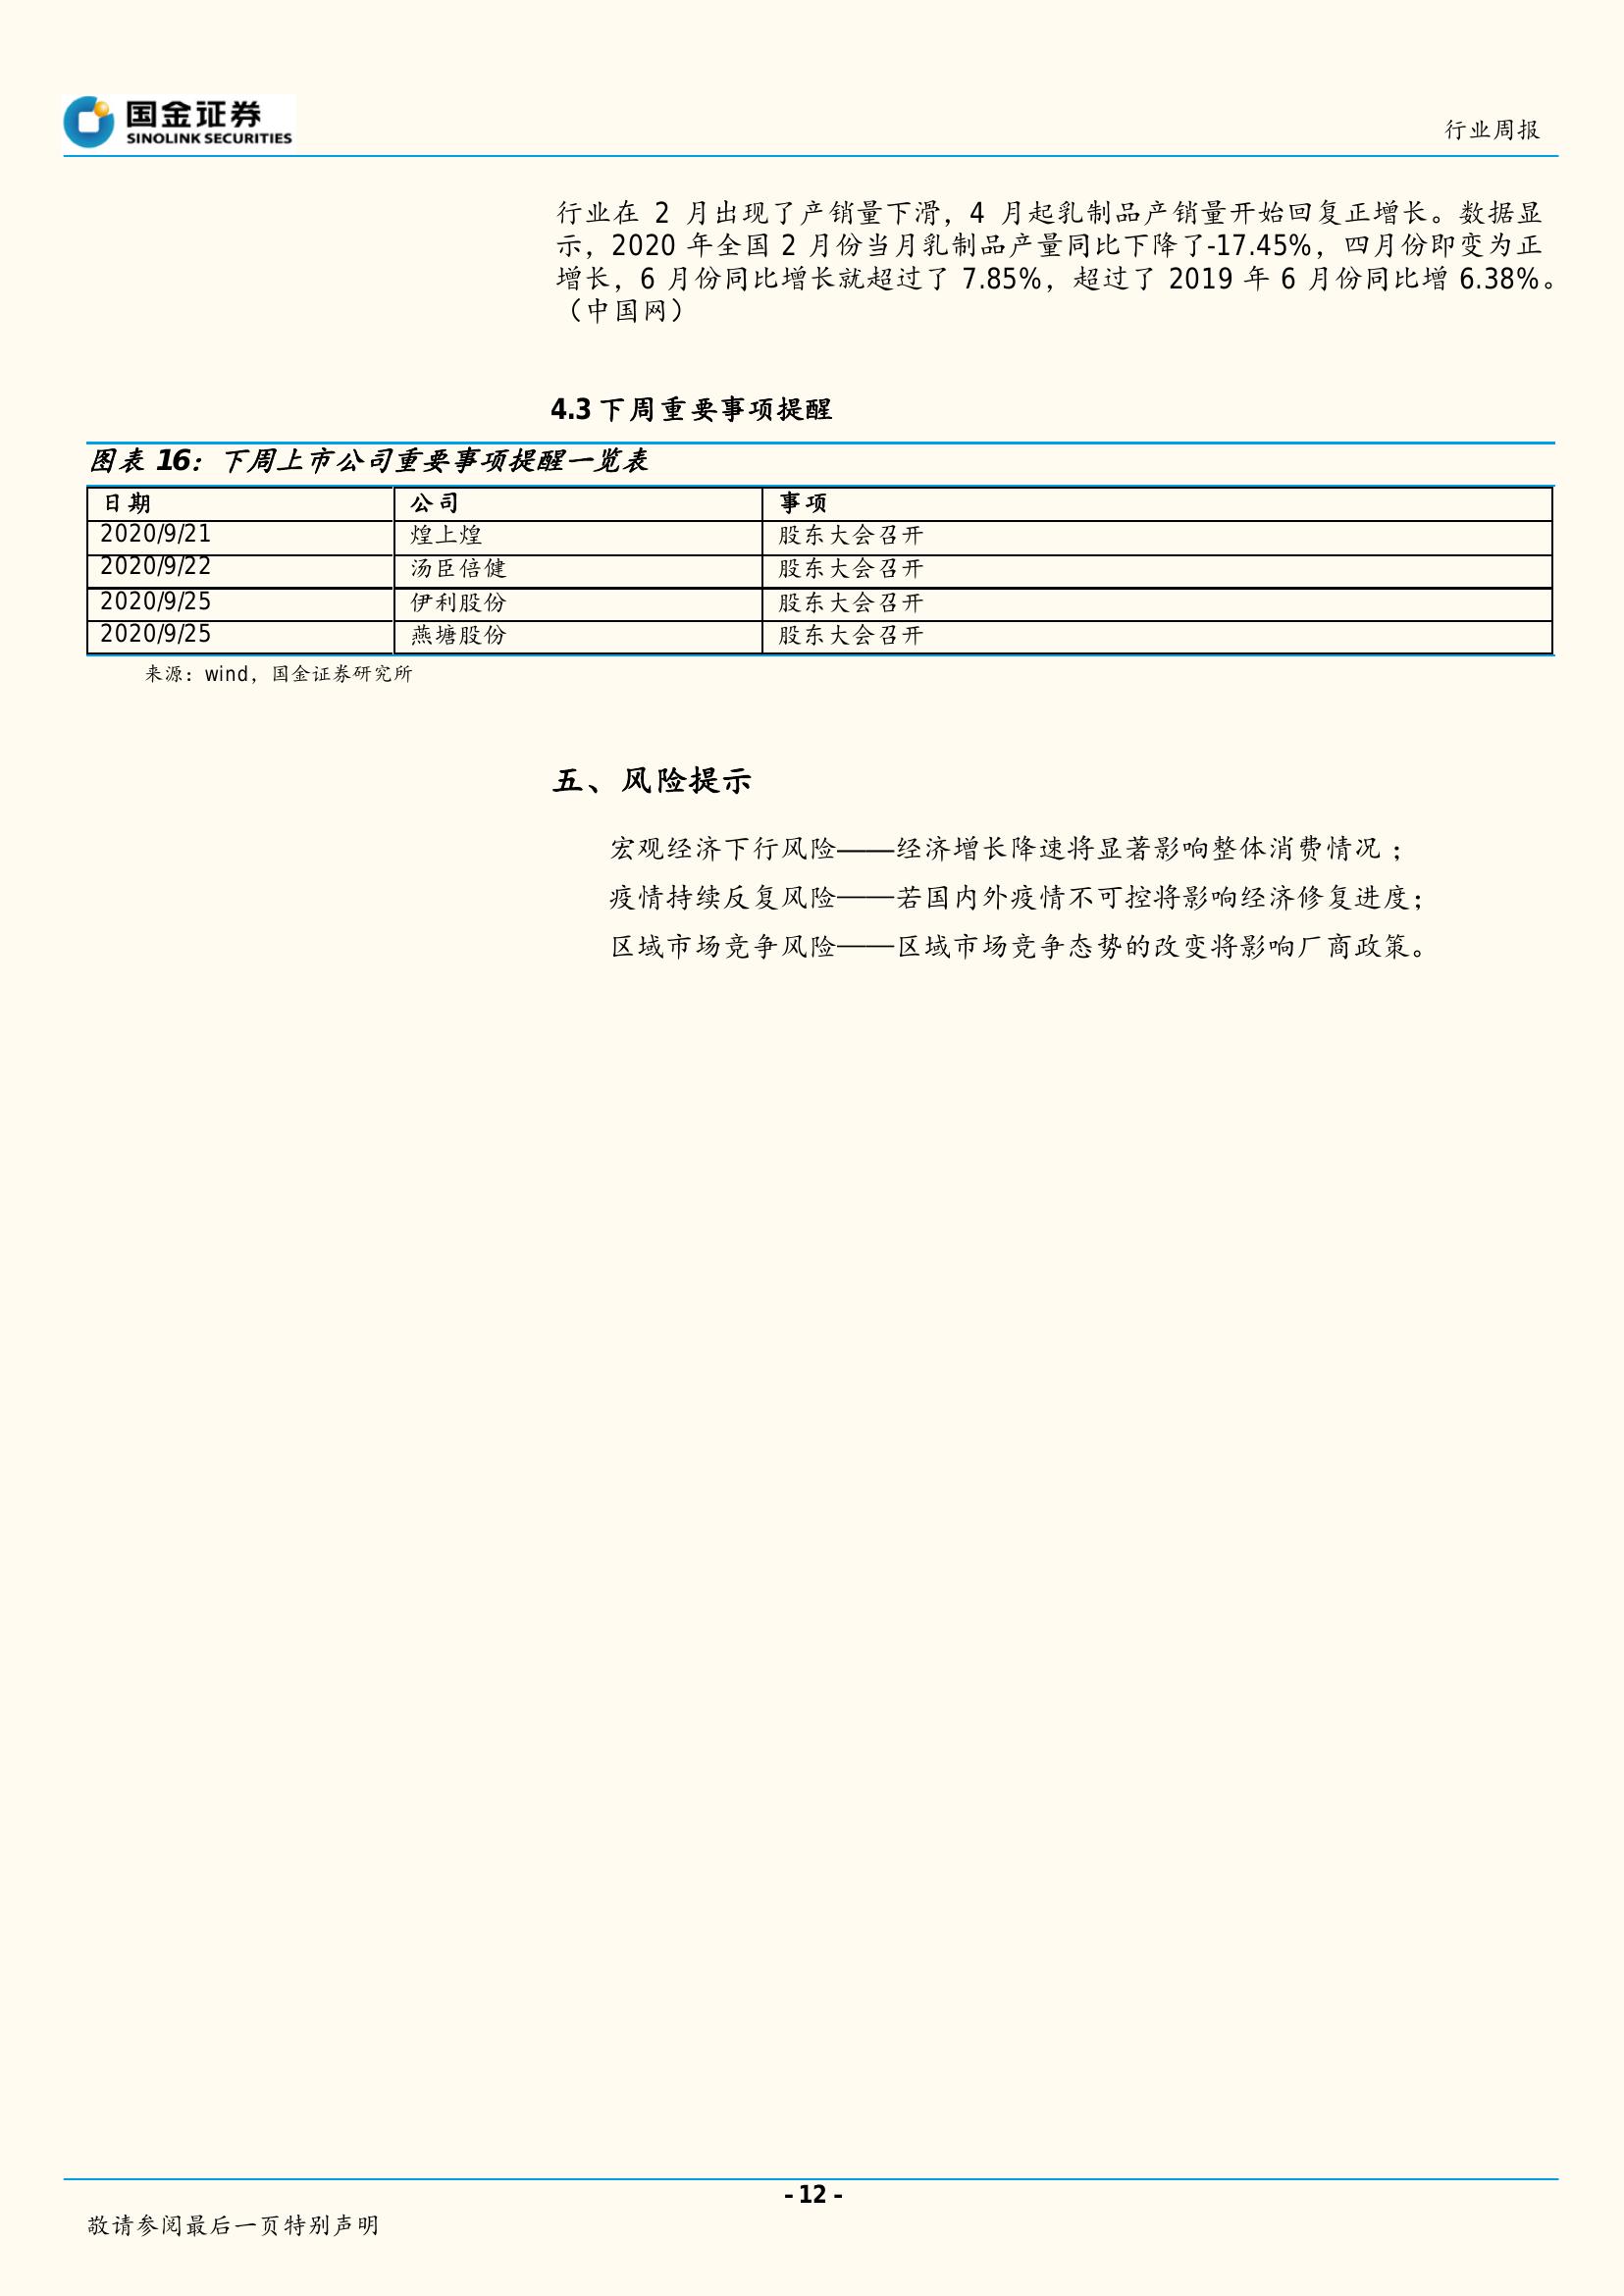 国金证券
SINOLINK SECURITIES
行业周报
行业在 2 月出现了产销量下滑，4 月起乳制品产销量开始回复正增长。数据显
示，2020 年全国 2 月份当月乳制品产量同比下降了-17.45%，四月份即变为正
增长，6 月份同比增长就超过了 7.85%，超过了 2019 年 6 月份同比增 6.38%。
（中国网）
4.3 下周重要事项提醒
图表 16：下周上市公司重要事项提醒一览表
日期 公司 事项
2020/9/21 煌上煌 股东大会召开
2020/9/22 汤臣倍健 股东大会召开
2020/9/25 伊利股份 股东大会召开
2020/9/25 燕塘股份 股东大会召开
来源：wind，国金证券研究所
五、风险提示
宏观经济下行风险——经济增长降速将显著影响整体消费情况；
疫情持续反复风险——若国内外疫情不可控将影响经济修复进度；
区域市场竞争风险——区域市场竞争态势的改变将影响厂商政策。
- 12 -
敬请参阅最后一页特别声明